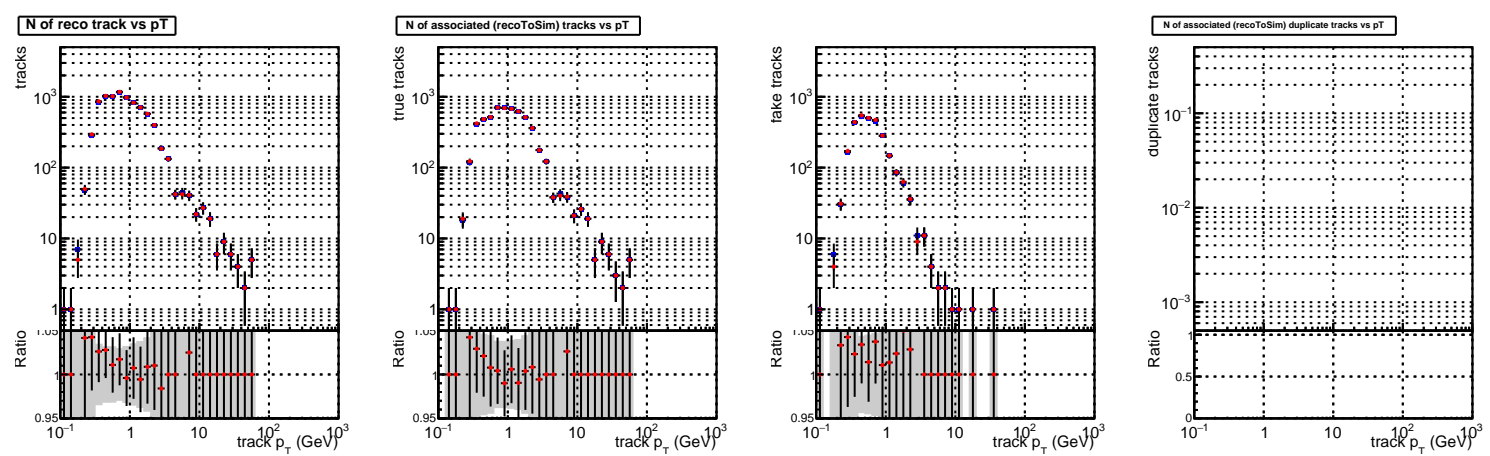 N of reco track vs pT
tracks
10³
10²
10
1
Ratio
1.05
1
0.95
10⁻¹ 1 10 10² 10³
track p_T (GeV)
N of associated (recoToSim) tracks vs pT
true tracks
10³
10²
10
1
Ratio
1.05
1
0.95
10⁻¹ 1 10 10² 10³
track p_T (GeV)
fake tracks
10³
10²
10
1
Ratio
1.05
1
0.95
10⁻¹ 1 10 10² 10³
track p_T (GeV)
N of associated (recoToSim) duplicate tracks vs pT
duplicate tracks
10⁻¹
10⁻²
10⁻³
Ratio
1
0.5
0
10⁻¹ 1 10 10² 10³
track p_T (GeV)